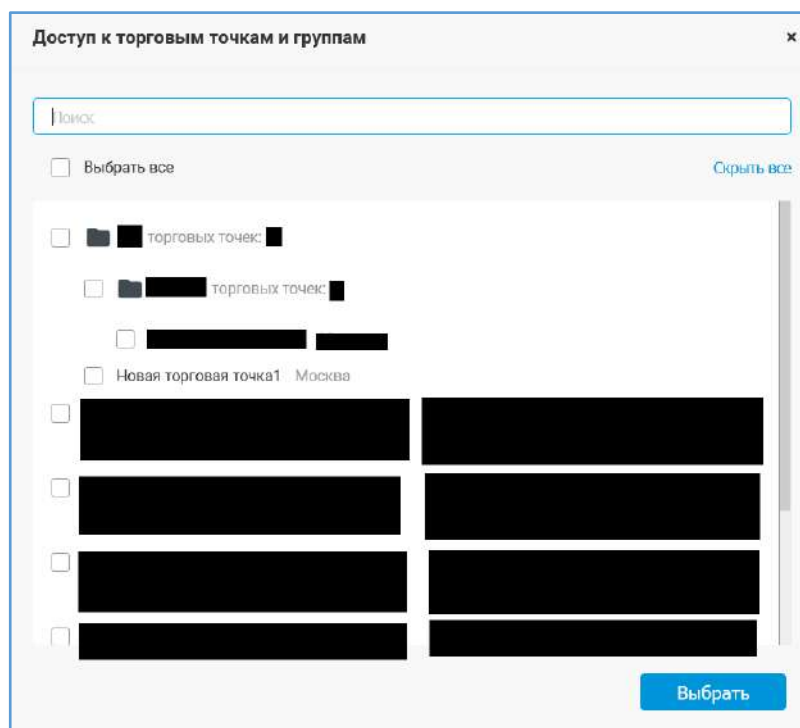 Доступ к торговым точкам и группам ×
Поиск
Выбрать все Скрыть все
торговых точек:
торговых точек:
Новая торговая точка1 Москва
Выбрать